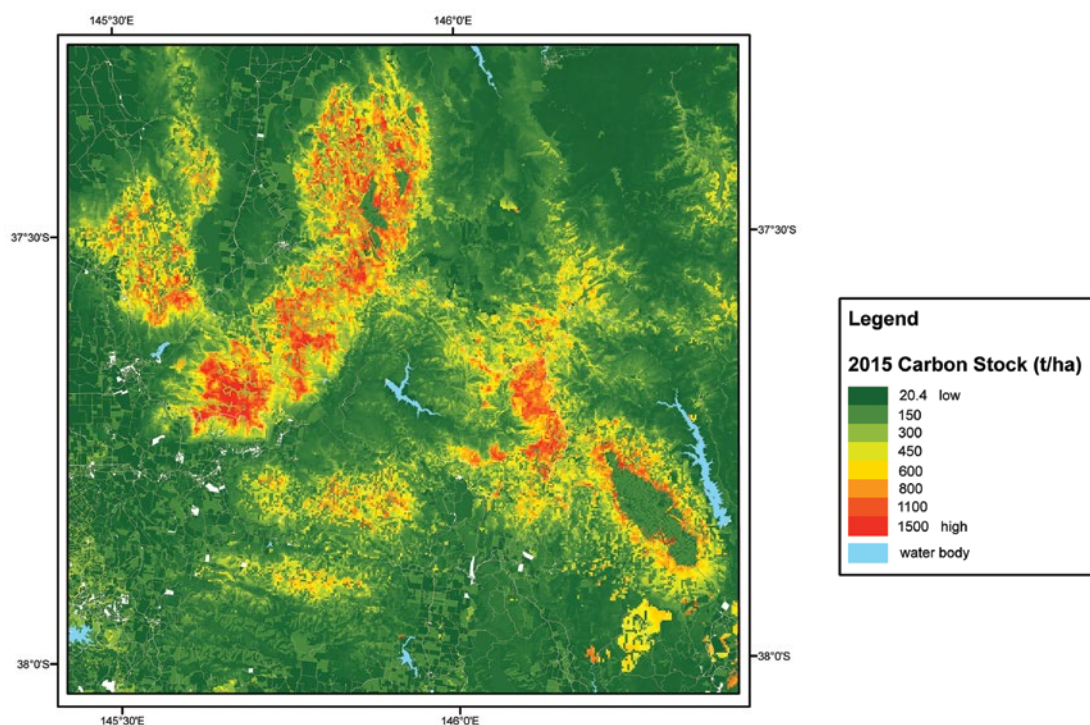 145°30'E 146°0'E
37°30'S 37°30'S
Legend
2015 Carbon Stock (t/ha)
20.4 low
150
300
450
600
800
1100
1500 high
water body
38°0'S 38°0'S
145°30'E 146°0'E